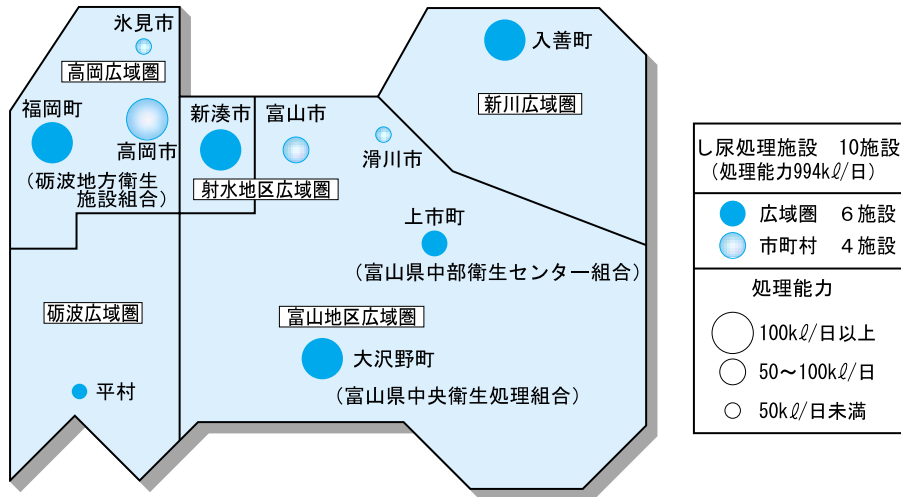 氷見市
高岡広域圏
福岡町
高岡市
(砺波地方衛生
施設組合)
新湊市
富山市
射水地区広域圏
滑川市
入善町
新川広域圏
上市町
(富山県中部衛生センター組合)
砺波広域圏
平村
富山地区広域圏
大沢野町
(富山県中央衛生処理組合)
し尿処理施設 10施設
(処理能力994kℓ/日)
広域圏 6施設
市町村 4施設
処理能力
100kℓ/日以上
50〜100kℓ/日
50kℓ/日未満